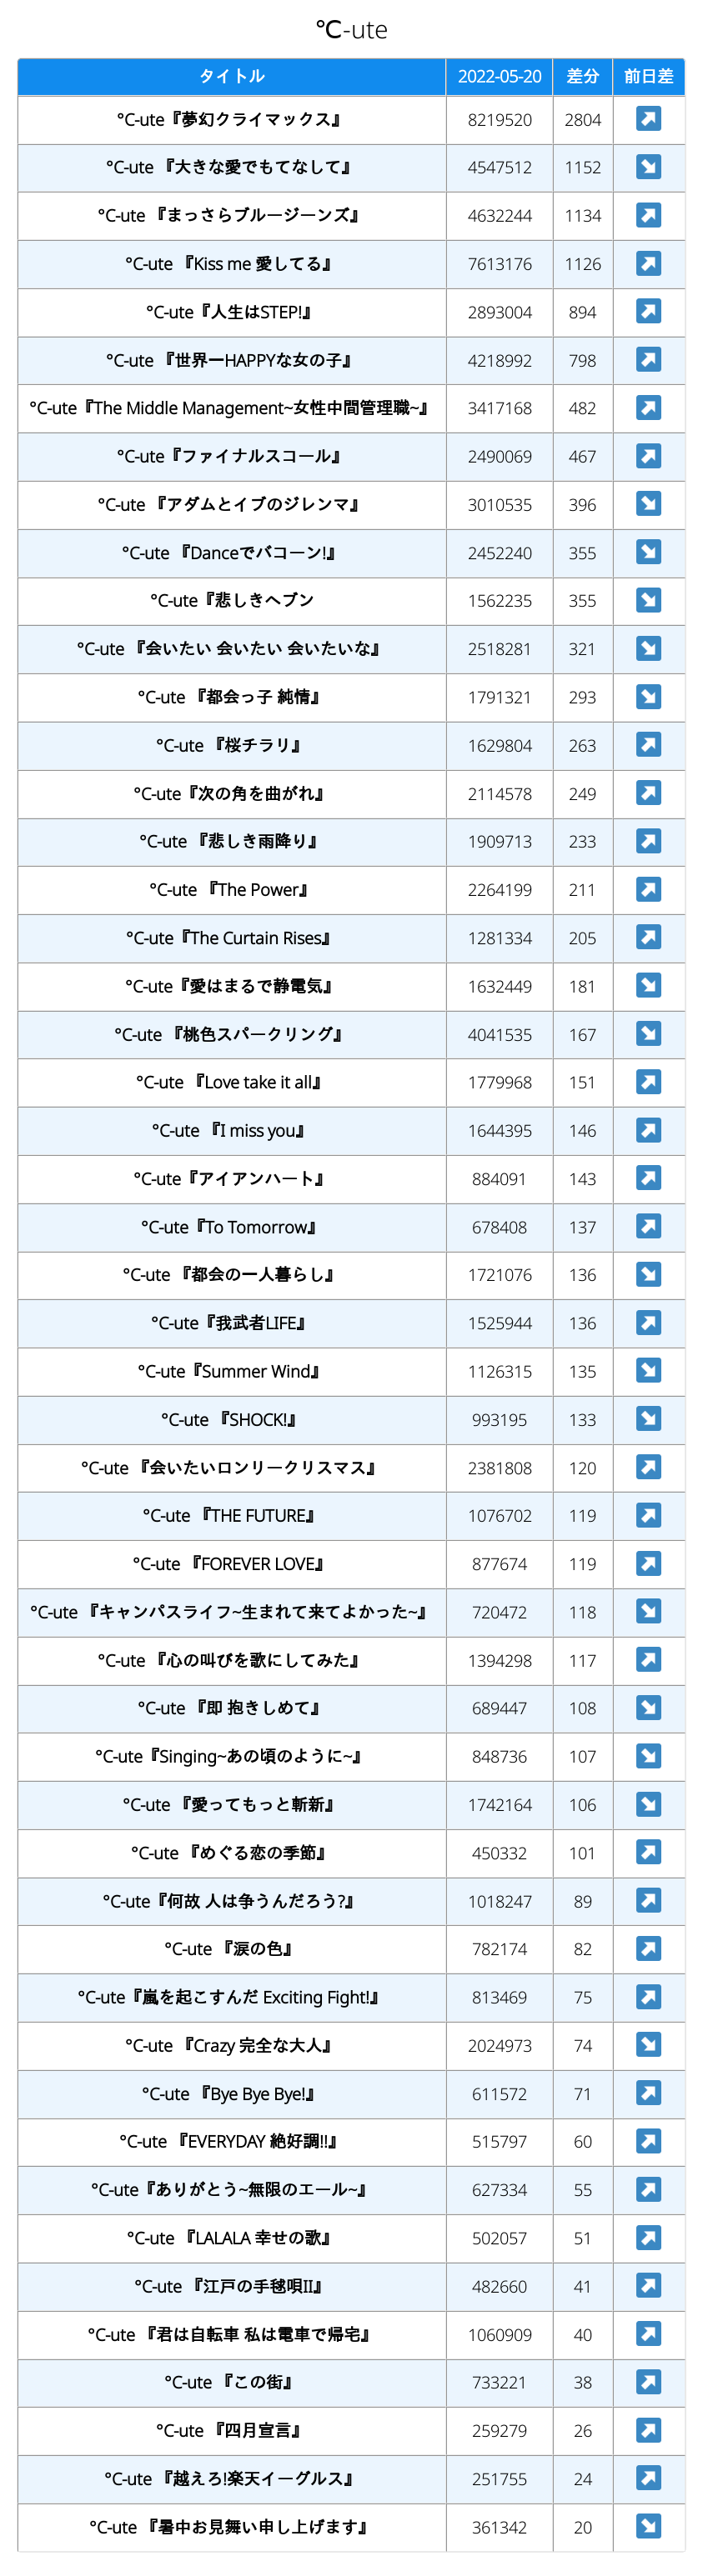 ℃-ute
タイトル 2022-05-20 差分 前日差
°C-ute『夢幻クライマックス』 8219520 2804 ↗
°C-ute 『大きな愛でもてなして』 4547512 1152 ↘
°C-ute 『まっさらブルージーンズ』 4632244 1134 ↗
°C-ute 『Kiss me 愛してる』 7613176 1126 ↗
°C-ute『人生はSTEP!』 2893004 894 ↗
°C-ute 『世界一HAPPYな女の子』 4218992 798 ↗
°C-ute『The Middle Management~女性中間管理職~』 3417168 482 ↗
°C-ute『ファイナルスコール』 2490069 467 ↗
°C-ute 『アダムとイブのジレンマ』 3010535 396 ↘
°C-ute 『Danceでバコーン!』 2452240 355 ↘
°C-ute『悲しきヘブン 1562235 355 ↘
°C-ute 『会いたい 会いたい 会いたいな』 2518281 321 ↘
°C-ute 『都会っ子 純情』 1791321 293 ↘
°C-ute 『桜チラリ』 1629804 263 ↗
°C-ute『次の角を曲がれ』 2114578 249 ↗
°C-ute 『悲しき雨降り』 1909713 233 ↗
°C-ute 『The Power』 2264199 211 ↗
°C-ute『The Curtain Rises』 1281334 205 ↗
°C-ute『愛はまるで静電気』 1632449 181 ↘
°C-ute 『桃色スパークリング』 4041535 167 ↘
°C-ute 『Love take it all』 1779968 151 ↗
°C-ute 『I miss you』 1644395 146 ↗
°C-ute『アイアンハート』 884091 143 ↗
°C-ute『To Tomorrow』 678408 137 ↗
°C-ute 『都会の一人暮らし』 1721076 136 ↘
°C-ute『我武者LIFE』 1525944 136 ↗
°C-ute『Summer Wind』 1126315 135 ↘
°C-ute 『SHOCK!』 993195 133 ↘
°C-ute 『会いたいロンリークリスマス』 2381808 120 ↗
°C-ute 『THE FUTURE』 1076702 119 ↗
°C-ute 『FOREVER LOVE』 877674 119 ↗
°C-ute 『キャンパスライフ~生まれて来てよかった~』 720472 118 ↘
°C-ute 『心の叫びを歌にしてみた』 1394298 117 ↗
°C-ute 『即 抱きしめて』 689447 108 ↘
°C-ute『Singing~あの頃のように~』 848736 107 ↘
°C-ute 『愛ってもっと斬新』 1742164 106 ↘
°C-ute 『めぐる恋の季節』 450332 101 ↗
°C-ute『何故 人は争うんだろう?』 1018247 89 ↗
°C-ute 『涙の色』 782174 82 ↗
°C-ute『嵐を起こすんだ Exciting Fight!』 813469 75 ↗
°C-ute 『Crazy 完全な大人』 2024973 74 ↘
°C-ute 『Bye Bye Bye!』 611572 71 ↗
°C-ute 『EVERYDAY 絶好調!!』 515797 60 ↗
°C-ute『ありがとう~無限のエール~』 627334 55 ↗
°C-ute 『LALALA 幸せの歌』 502057 51 ↗
°C-ute 『江戸の手毬唄II』 482660 41 ↗
°C-ute 『君は自転車 私は電車で帰宅』 1060909 40 ↗
°C-ute 『この街』 733221 38 ↗
°C-ute 『四月宣言』 259279 26 ↗
°C-ute 『越えろ!楽天イーグルス』 251755 24 ↗
°C-ute 『暑中お見舞い申し上げます』 361342 20 ↘